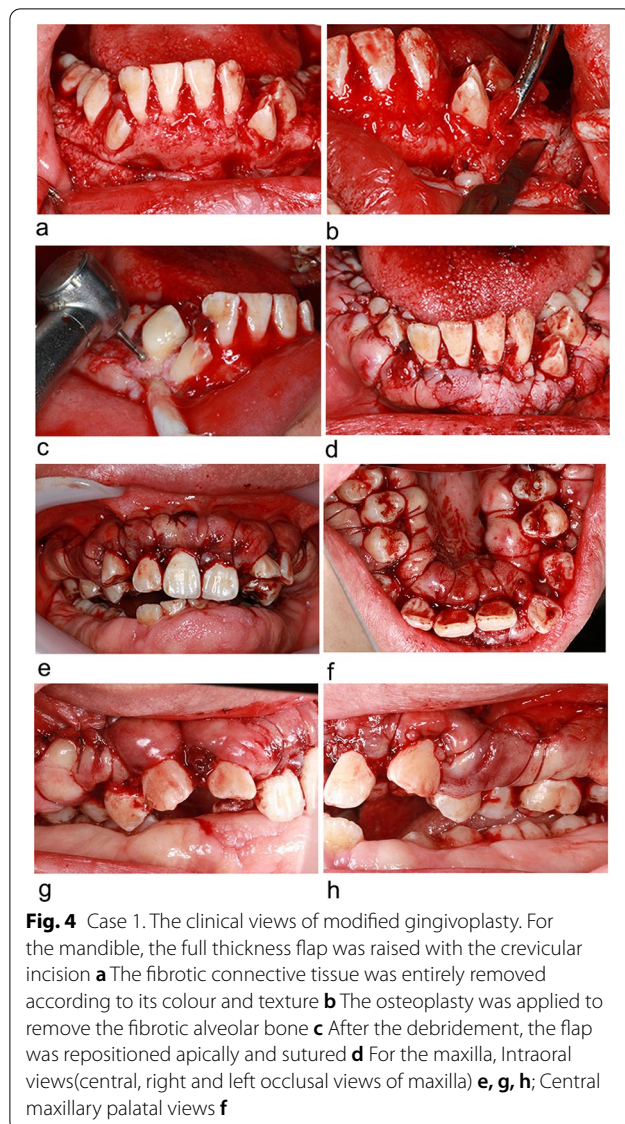 a
b
c
d
e
f
g
h
Fig. 4 Case 1. The clinical views of modified gingivoplasty. For
the mandible, the full thickness flap was raised with the crevicular
incision a The fibrotic connective tissue was entirely removed
according to its colour and texture b The osteoplasty was applied to
remove the fibrotic alveolar bone c After the debridement, the flap
was repositioned apically and sutured d For the maxilla, Intraoral
views(central, right and left occlusal views of maxilla) e, g, h; Central
maxillary palatal views f